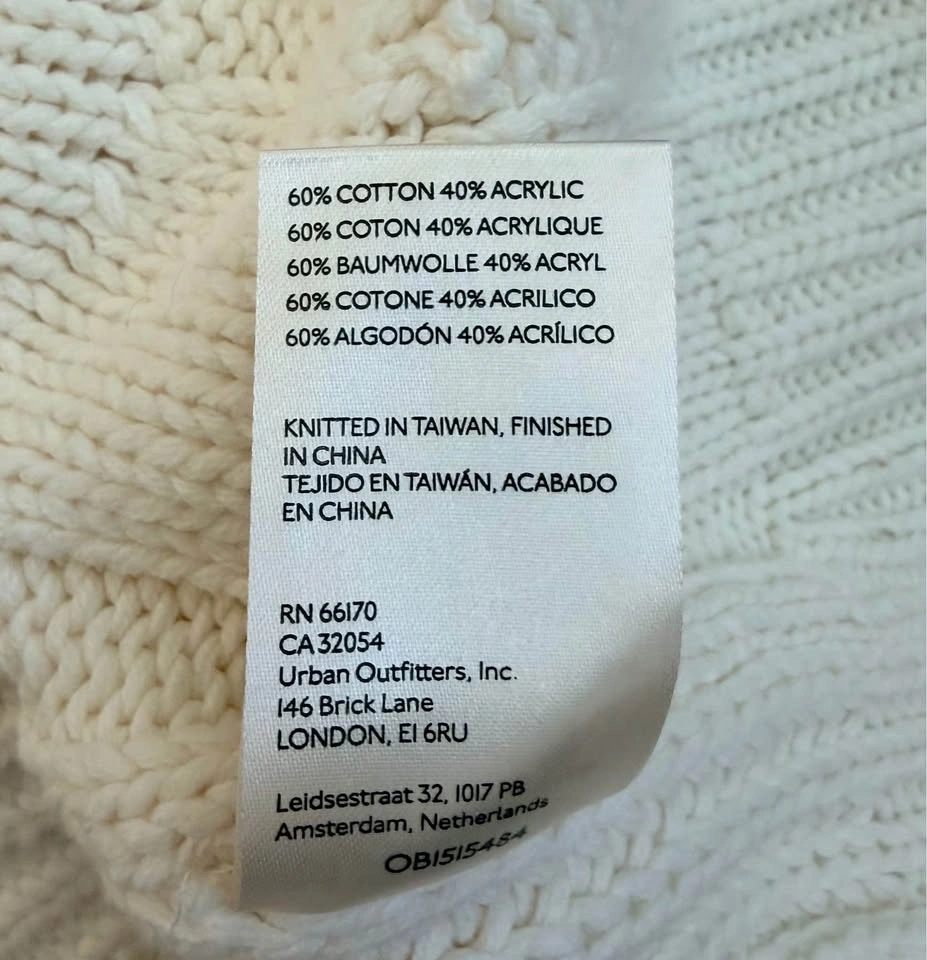 60% COTTON 40% ACRYLIC
60% COTON 40% ACRYLIQUE
60% BAUMWOLLE 40% ACRYL
60% COTONE 40% ACRILICO
60% ALGODÓN 40% ACRÍLICO
KNITTED IN TAIWAN, FINISHED
IN CHINA
TEJIDO EN TAIWÁN, ACABADO
EN CHINA
RN 66170
CA 32054
Urban Outfitters, Inc.
146 Brick Lane
LONDON, E1 6RU
Leidsestraat 32, 1017 PB
Amsterdam, Netherlands
OB1515484